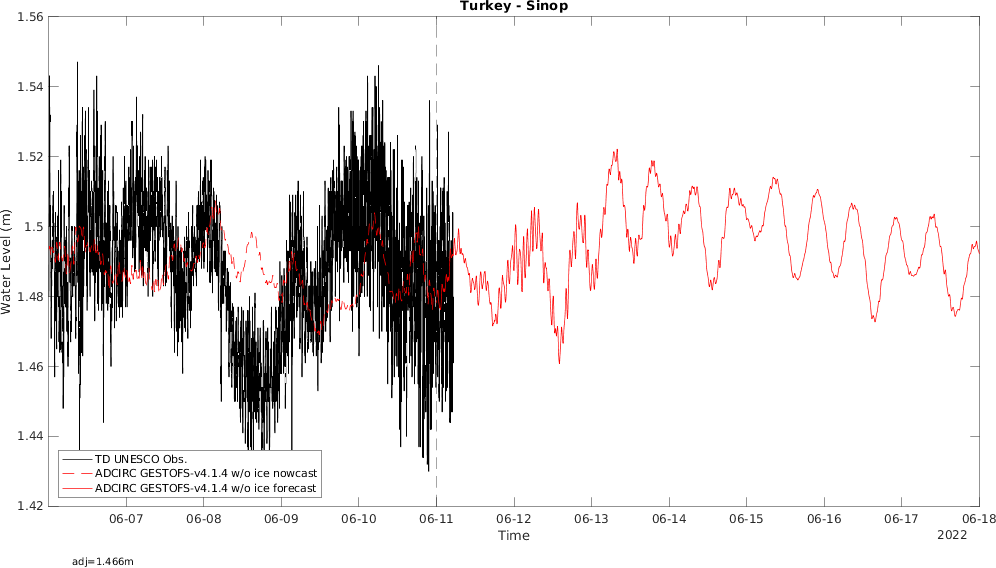 Turkey - Sinop
1.56
1.54
1.52
1.5
1.48
1.46
1.44
1.42
Water Level (m)
TD UNESCO Obs.
ADCIRC GESTOFS-v4.1.4 w/o ice nowcast
ADCIRC GESTOFS-v4.1.4 w/o ice forecast
06-07 06-08 06-09 06-10 06-11 06-12 06-13 06-14 06-15 06-16 06-17 06-18
Time
2022
adj=1.466m